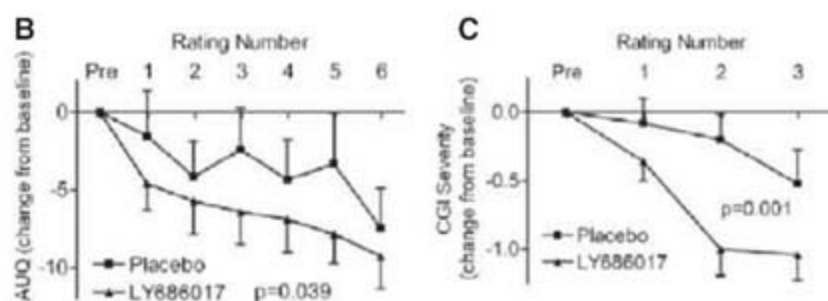 B
Rating Number
Pre 1 2 3 4 5 6
AUQ (change from baseline)
0
-5
-10
Placebo
LY686017 p=0.039
C
Rating Number
Pre 1 2 3
CGI Severity
(change from baseline)
0.0
-0.5
-1.0
p=0.001
Placebo
LY686017